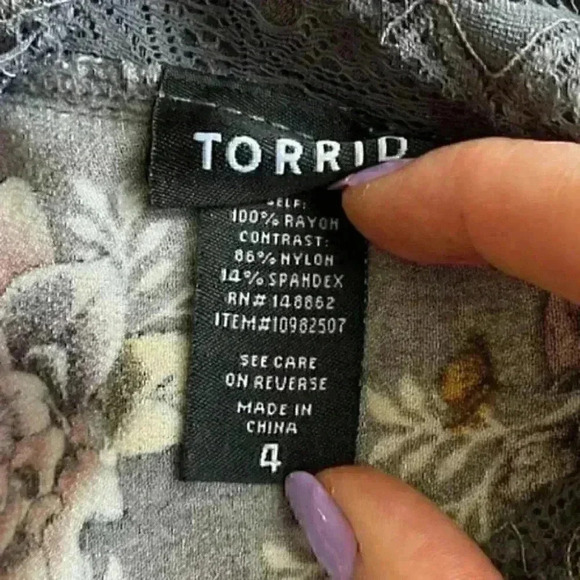 TORRID
SELF:
100% RAYON
CONTRAST:
86% NYLON
14% SPANDEX
RN# 148862
ITEM#10982507
SEE CARE
ON REVERSE
MADE IN
CHINA
4